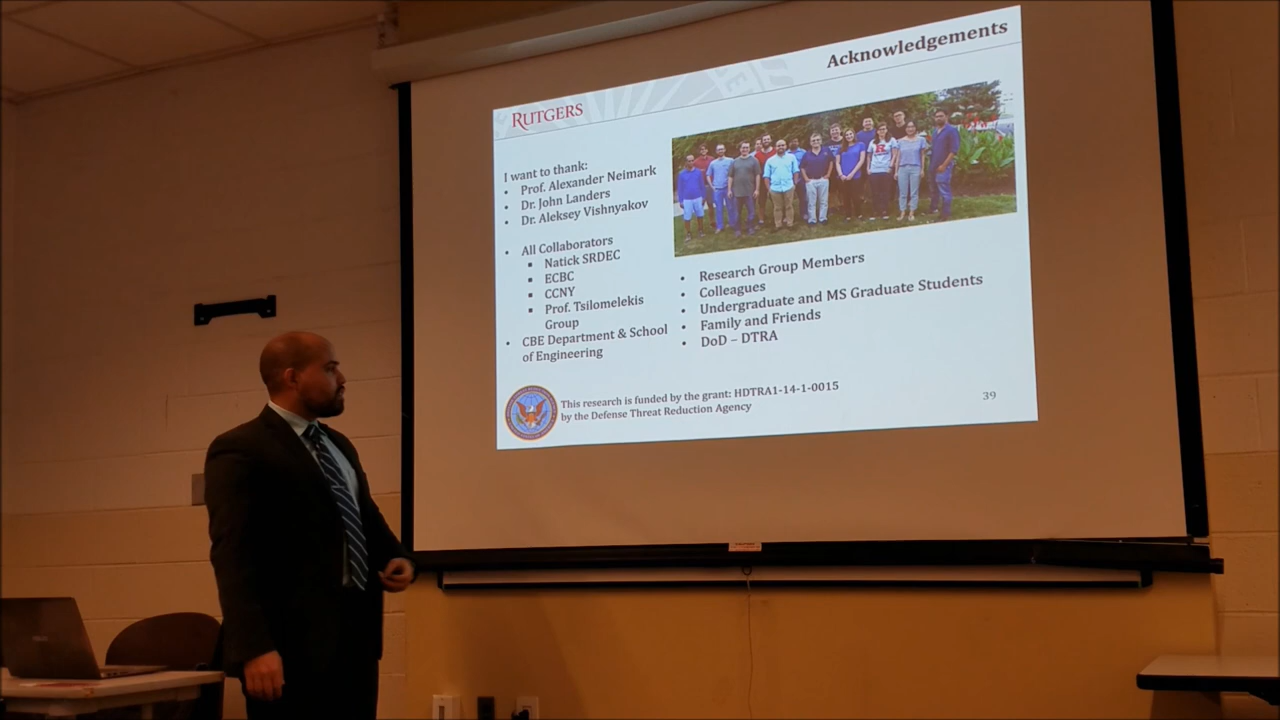 Acknowledgements
RUTGERS
I want to thank:
• Prof. Alexander Neimark
• Dr. John Landers
• Dr. Aleksey Vishnyakov
• All Collaborators
▪ Natick SRDEC
▪ ECBC
▪ CCNY
▪ Prof. Tsilomelekis
Group
• CBE Department & School
of Engineering
• Research Group Members
• Colleagues
• Undergraduate and MS Graduate Students
• Family and Friends
• DoD – DTRA
This research is funded by the grant: HDTRA1-14-1-0015
by the Defense Threat Reduction Agency
39